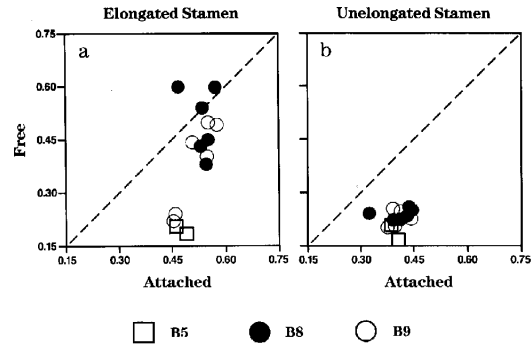 Elongated Stamen Unelongated Stamen
0.75
a b
0.60
Free
0.45
0.30
0.15
0.15 0.30 0.45 0.60 0.75 0.15 0.30 0.45 0.60 0.75
Attached Attached
B5 B8 B9